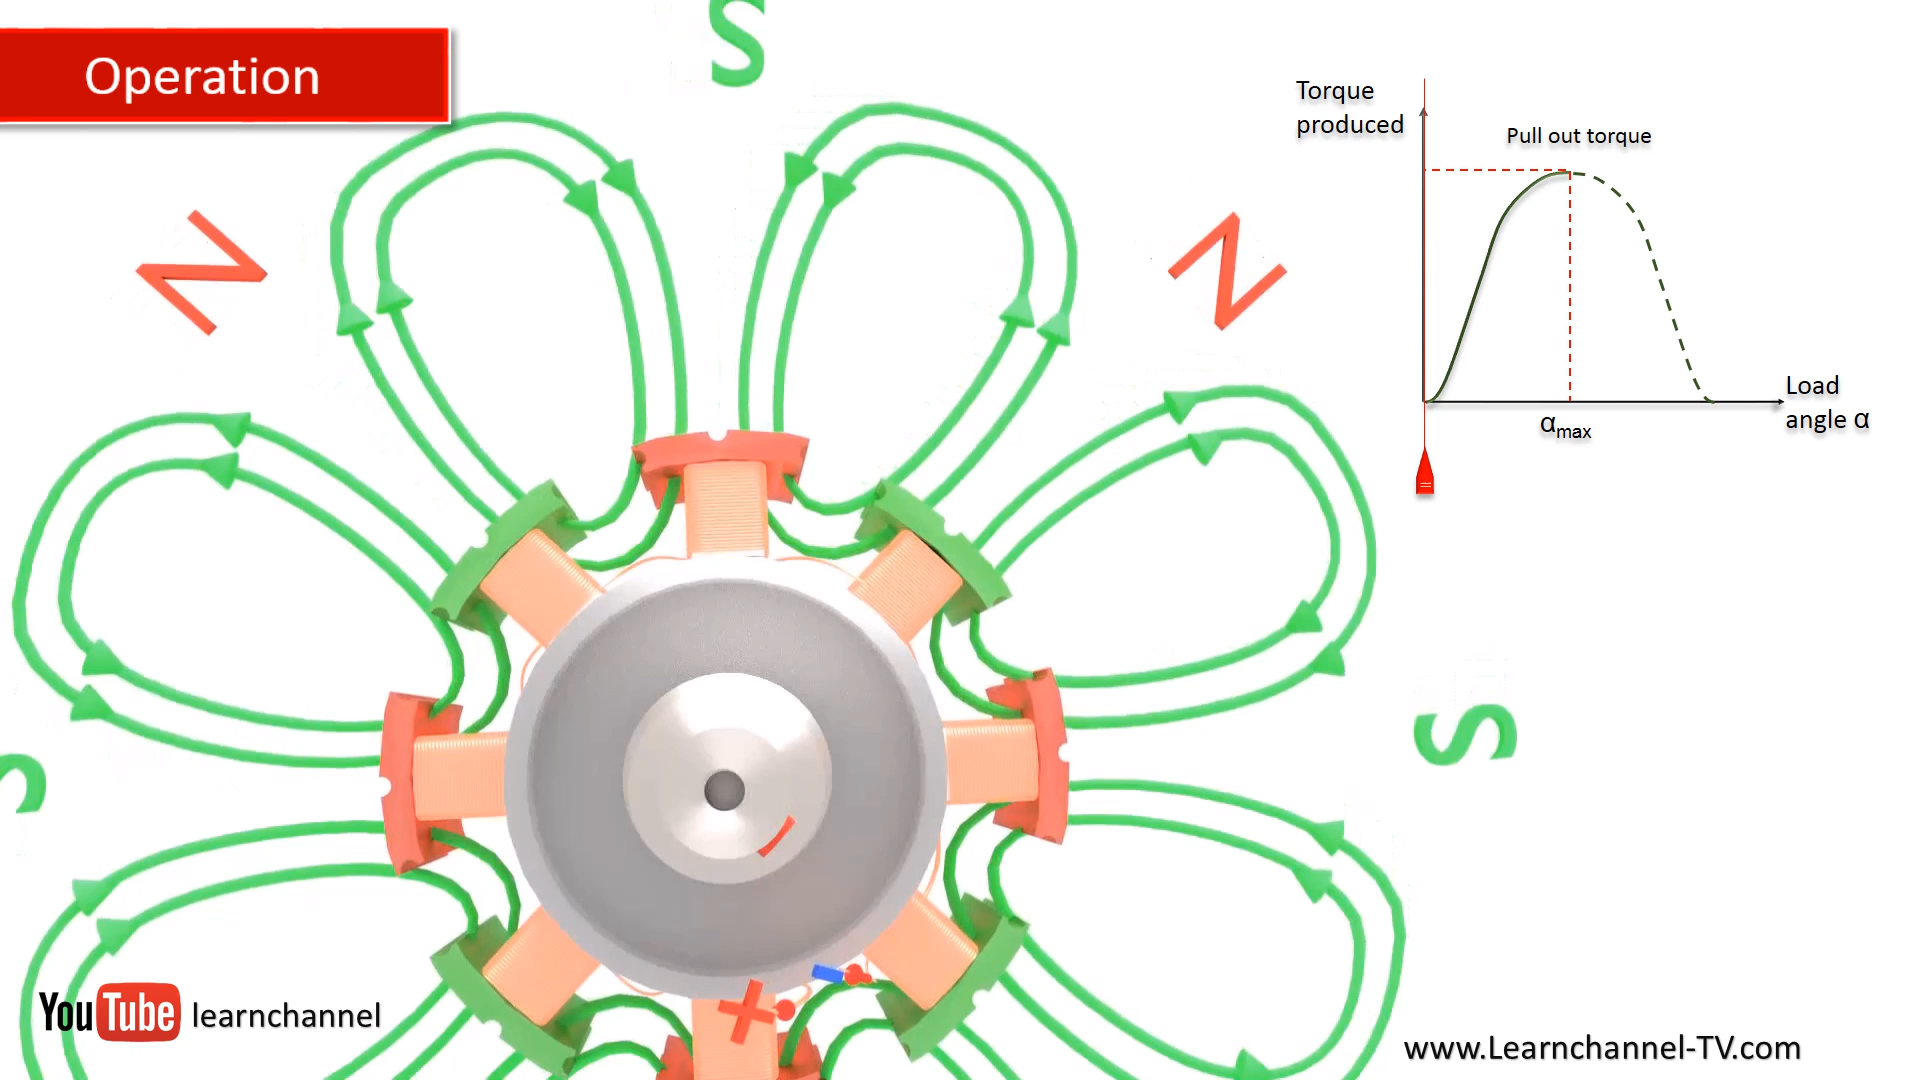 S
Operation
Torque
produced
Pull out torque
N
N
Load
angle α
αmax
S
S
YouTube learnchannel
www.Learnchannel-TV.com